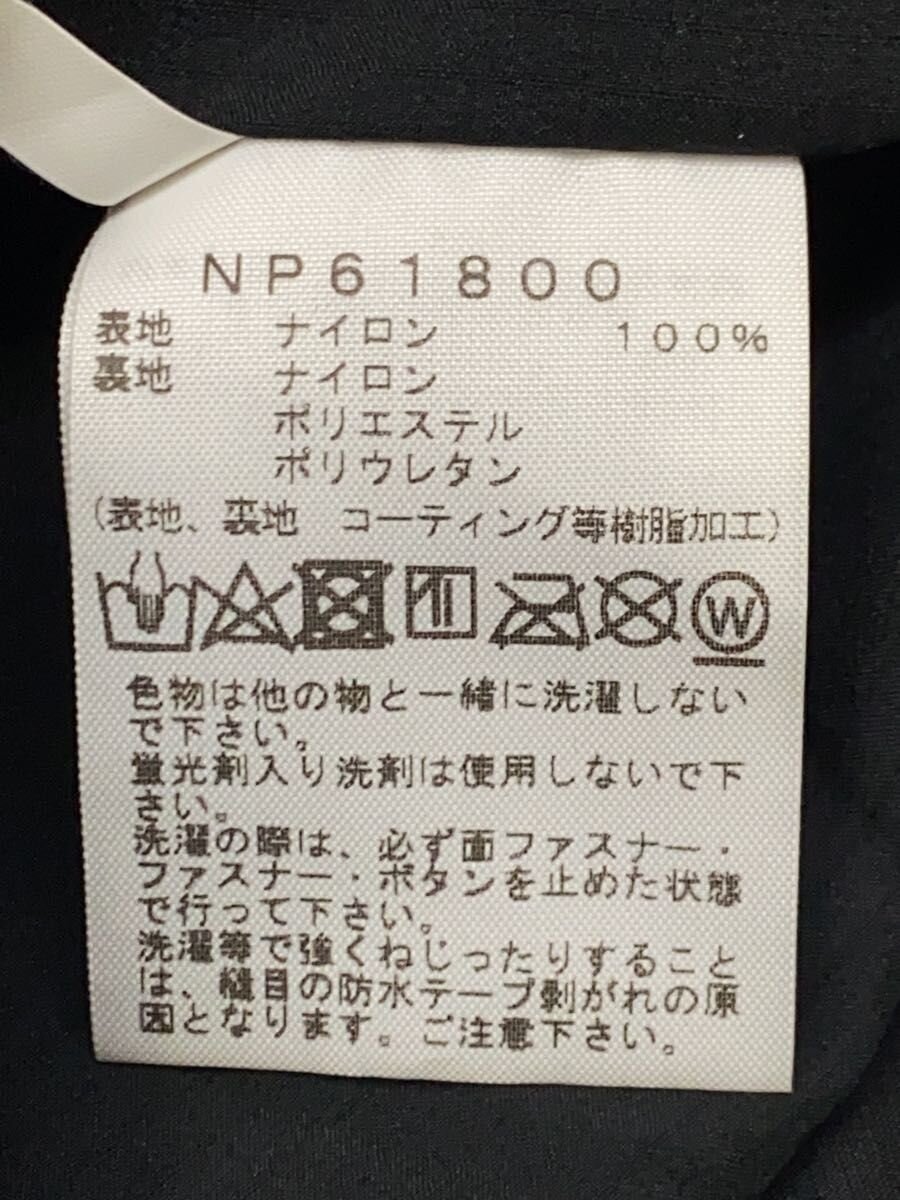 NP61800
表地 ナイロン 100%
裏地 ナイロン
ポリエステル
ポリウレタン
(表地、裏地 コーティング等樹脂加工)
W
色物は他の物と一緒に洗濯しない
で下さい。
蛍光剤入り洗剤は使用しないで下
さい。
洗濯の際は、必ず面ファスナー・
ファスナー・ボタンを止めた状態
で行って下さい。
洗濯等で強くねじったりすること
は、縫目の防水テープ剥がれの原
因となります。ご注意下さい。